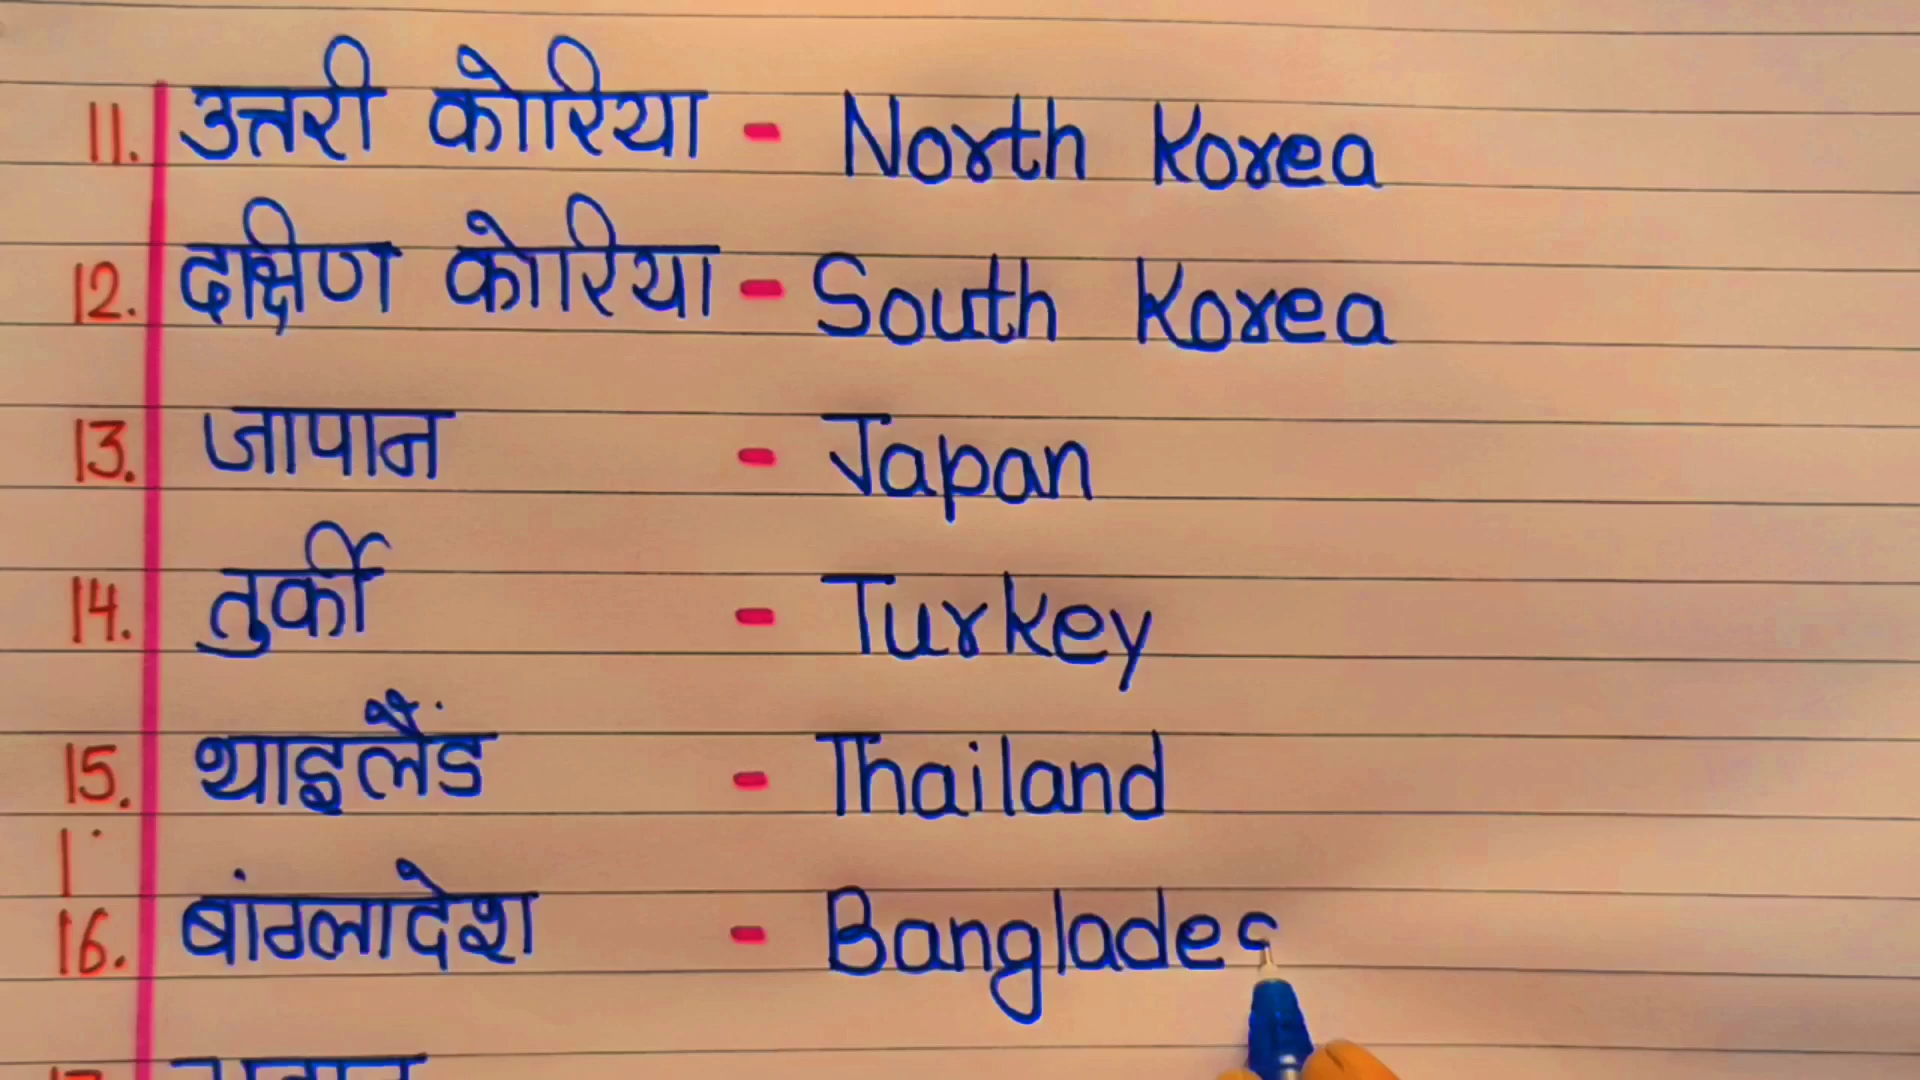 11. उत्तरी कोरिया - North Korea
12. दक्षिण कोरिया - South Korea
13. जापान - Japan
14. तुर्की - Turkey
15. थाइलैंड - Thailand
16. बांग्लादेश - Banglades